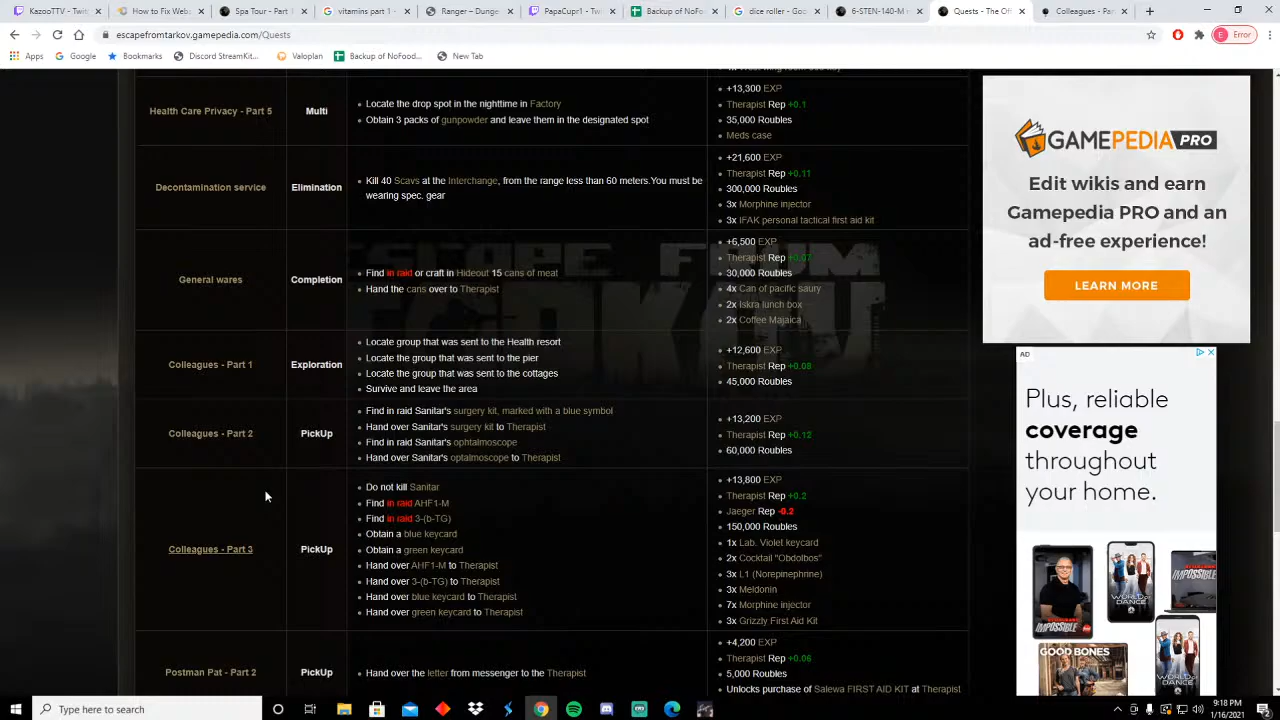 KazooTTV - Twi
How to Fix Webc
Spa Tour - Part 1
vitamins part 1 -
Ranger - Dunge
PapaCup1 - Twi
Backup of NoFo
die roller - Goo
6-STEN-140-M m
Quests - The Off
Colleagues - Par
escapefromtarkov.gamepedia.com/Quests
Error
Apps YouTube Google Bookmarks Discord StreamKit... Valoplan Backup of NoFood... New Tab
Health Care Privacy - Part 5
Multi
Locate the drop spot in the nighttime in Factory
Obtain 3 packs of gunpowder and leave them in the designated spot
+13,300 EXP
Therapist Rep +0.1
35,000 Roubles
Meds case
Decontamination service
Elimination
Kill 40 Scavs at the Interchange, from the range less than 60 meters.You must be
wearing spec. gear
+21,600 EXP
Therapist Rep +0.11
300,000 Roubles
3x Morphine injector
3x IFAK personal tactical first aid kit
General wares
Completion
Find in raid or craft in Hideout 15 cans of meat
Hand the cans over to Therapist
+6,500 EXP
Therapist Rep +0.07
30,000 Roubles
4x Can of pacific saury
2x Iskra lunch box
2x Coffee Majaica
Colleagues - Part 1
Exploration
Locate group that was sent to the Health resort
Locate the group that was sent to the pier
Locate the group that was sent to the cottages
Survive and leave the area
+12,600 EXP
Therapist Rep +0.08
45,000 Roubles
Colleagues - Part 2
PickUp
Find in raid Sanitar's surgery kit, marked with a blue symbol
Hand over Sanitar's surgery kit to Therapist
Find in raid Sanitar's ophtalmoscope
Hand over Sanitar's optalmoscope to Therapist
+13,200 EXP
Therapist Rep +0.12
60,000 Roubles
Colleagues - Part 3
PickUp
Do not kill Sanitar
Find in raid AHF1-M
Find in raid 3-(b-TG)
Obtain a blue keycard
Obtain a green keycard
Hand over AHF1-M to Therapist
Hand over 3-(b-TG) to Therapist
Hand over blue keycard to Therapist
Hand over green keycard to Therapist
+13,800 EXP
Therapist Rep +0.2
Jaeger Rep -0.2
150,000 Roubles
1x Lab. Violet keycard
2x Cocktail "Obdolbos"
3x L1 (Norepinephrine)
3x Meldonin
7x Morphine injector
3x Grizzly First Aid Kit
Postman Pat - Part 2
PickUp
Hand over the letter from messenger to the Therapist
+4,200 EXP
Therapist Rep +0.06
5,000 Roubles
Unlocks purchase of Salewa FIRST AID KIT at Therapist
GAMEPEDIA PRO
Edit wikis and earn
Gamepedia PRO and an
ad-free experience!
LEARN MORE
AD
Plus, reliable
coverage
throughout
your home.
WORLD OF DANCE
GOOD BONES
Type here to search
9:18 PM
1/16/2021